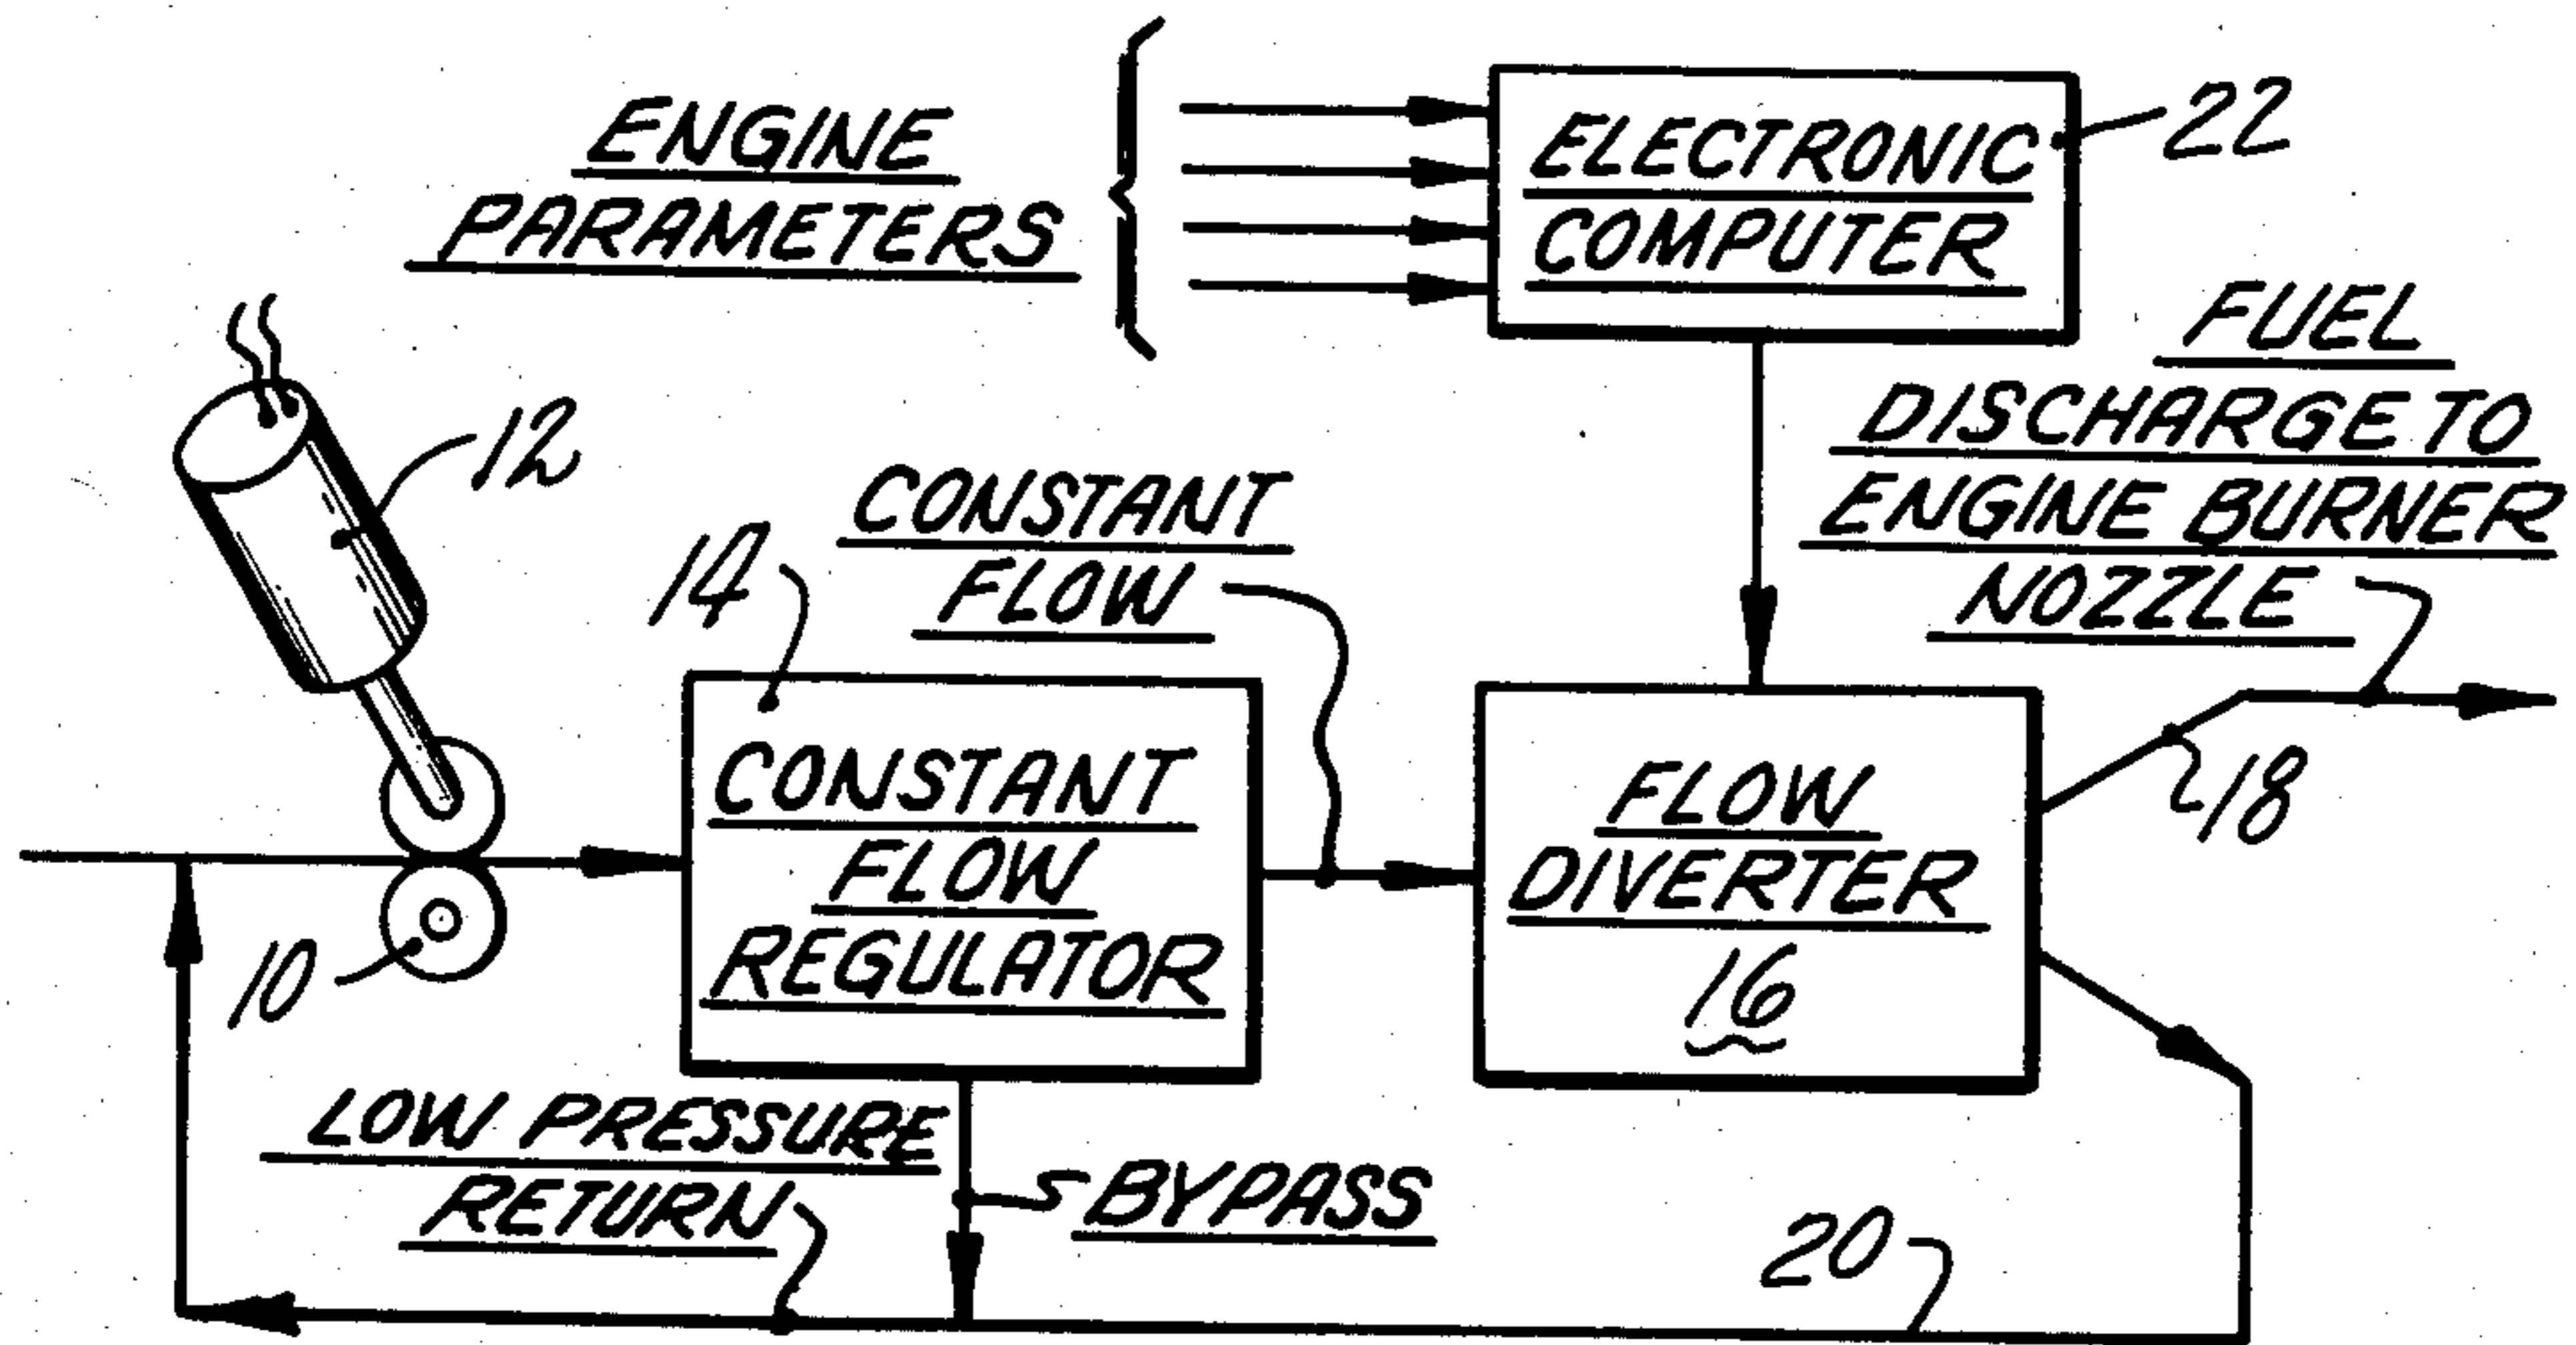 ENGINE
PARAMETERS
ELECTRONIC
COMPUTER
22
FUEL
DISCHARGE TO
ENGINE BURNER
NOZZLE
12
CONSTANT
FLOW
14
CONSTANT
FLOW
REGULATOR
FLOW
DIVERTER
16
18
10
LOW PRESSURE
RETURN
BYPASS
20